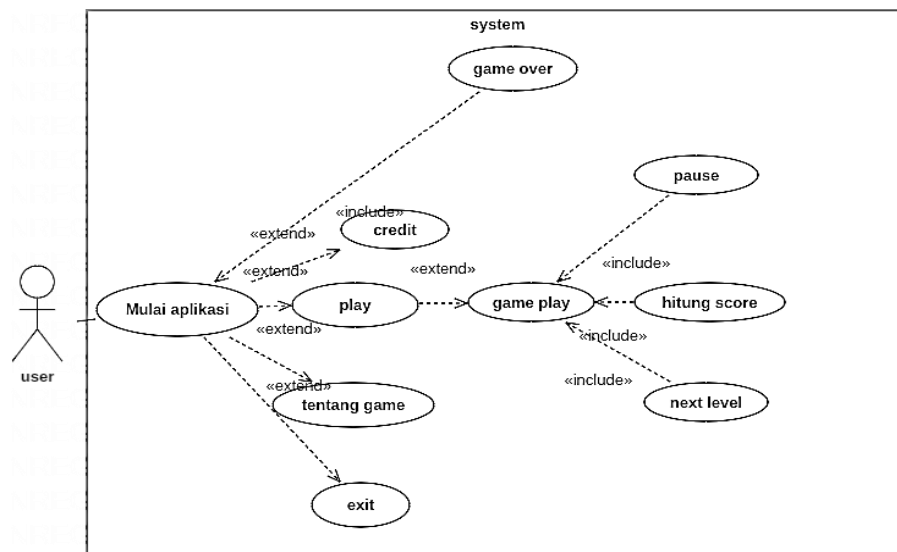 system
game over
pause
«include»
«extend»
credit
«extend»
«extend»
«include»
Mulai aplikasi
play
game play
hitung score
«extend»
«include»
user
«extend»
tentang game
«include»
next level
exit